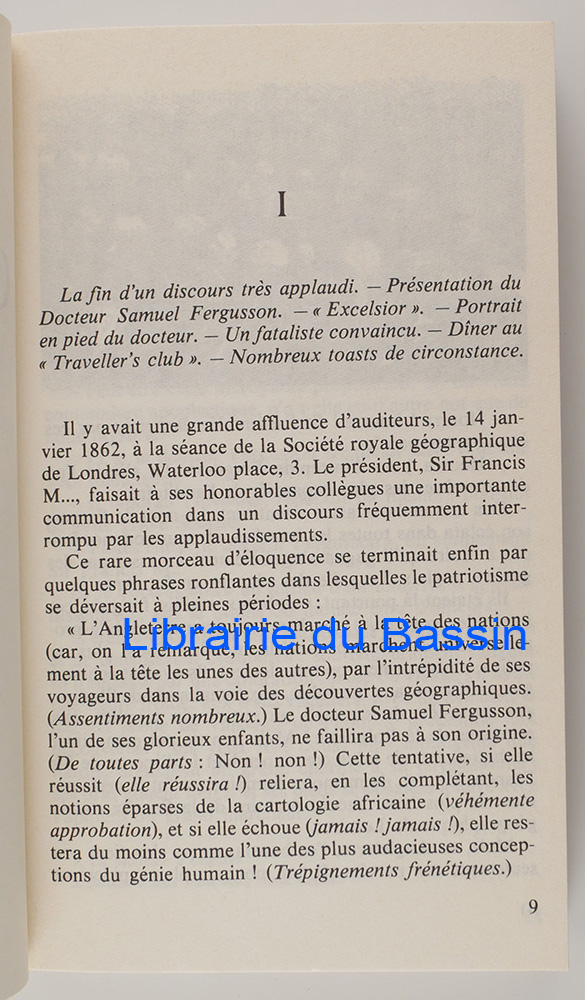 I
La fin d'un discours très applaudi. — Présentation du
Docteur Samuel Fergusson. — « Excelsior ». — Portrait
en pied du docteur. — Un fataliste convaincu. — Dîner au
« Traveller's club ». — Nombreux toasts de circonstance.
Il y avait une grande affluence d'auditeurs, le 14 jan-
vier 1862, à la séance de la Société royale géographique
de Londres, Waterloo place, 3. Le président, Sir Francis
M..., faisait à ses honorables collègues une importante
communication dans un discours fréquemment inter-
rompu par les applaudissements.
Ce rare morceau d'éloquence se terminait enfin par
quelques phrases ronflantes dans lesquelles le patriotisme
se déversait à pleines périodes :
« L'Angleterre a toujours marché à la tête des nations
(car, on l'a remarqué, les nations marchent universelle-
ment à la tête les unes des autres), par l'intrépidité de ses
voyageurs dans la voie des découvertes géographiques.
(Assentiments nombreux.) Le docteur Samuel Fergusson,
l'un de ses glorieux enfants, ne faillira pas à son origine.
(De toutes parts : Non ! non !) Cette tentative, si elle
réussit (elle réussira !) reliera, en les complétant, les
notions éparses de la cartologie africaine (véhémente
approbation), et si elle échoue (jamais ! jamais !), elle res-
tera du moins comme l'une des plus audacieuses concep-
tions du génie humain ! (Trépignements frénétiques.)
9
Librairie du Bassin